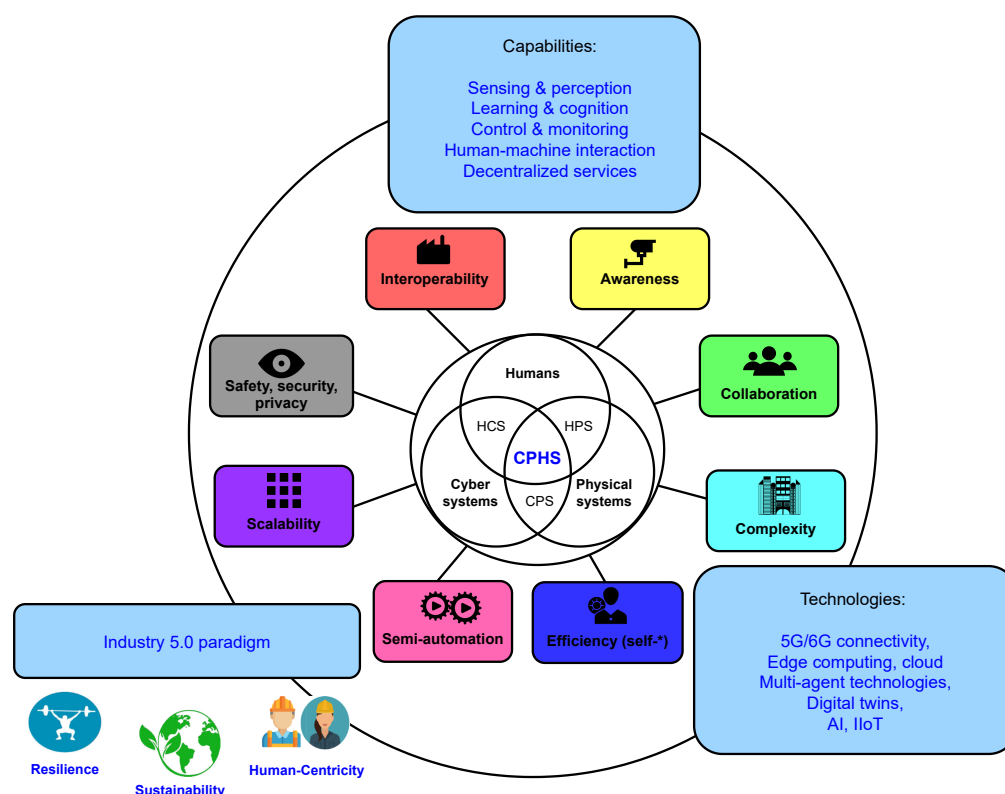 Capabilities:
Sensing & perception
Learning & cognition
Control & monitoring
Human-machine interaction
Decentralized services
Interoperability
Awareness
Safety, security,
privacy
Humans
Collaboration
HCS
HPS
CPHS
Cyber
systems
Physical
systems
CPS
Scalability
Complexity
Semi-automation
Efficiency (self-*)
Technologies:
5G/6G connectivity,
Edge computing, cloud
Multi-agent technologies,
Digital twins,
AI, IIoT
Industry 5.0 paradigm
Resilience
Sustainability
Human-Centricity